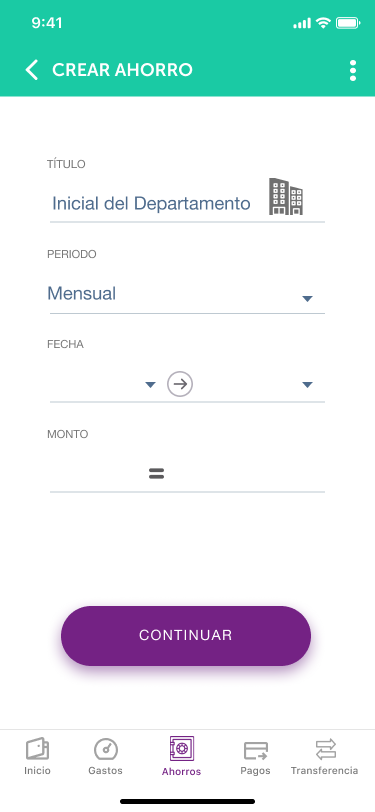 9:41
CREAR AHORRO
TÍTULO
Inicial del Departamento
PERIODO
Mensual
FECHA
MONTO
=
CONTINUAR
Inicio Gastos Ahorros Pagos Transferencia